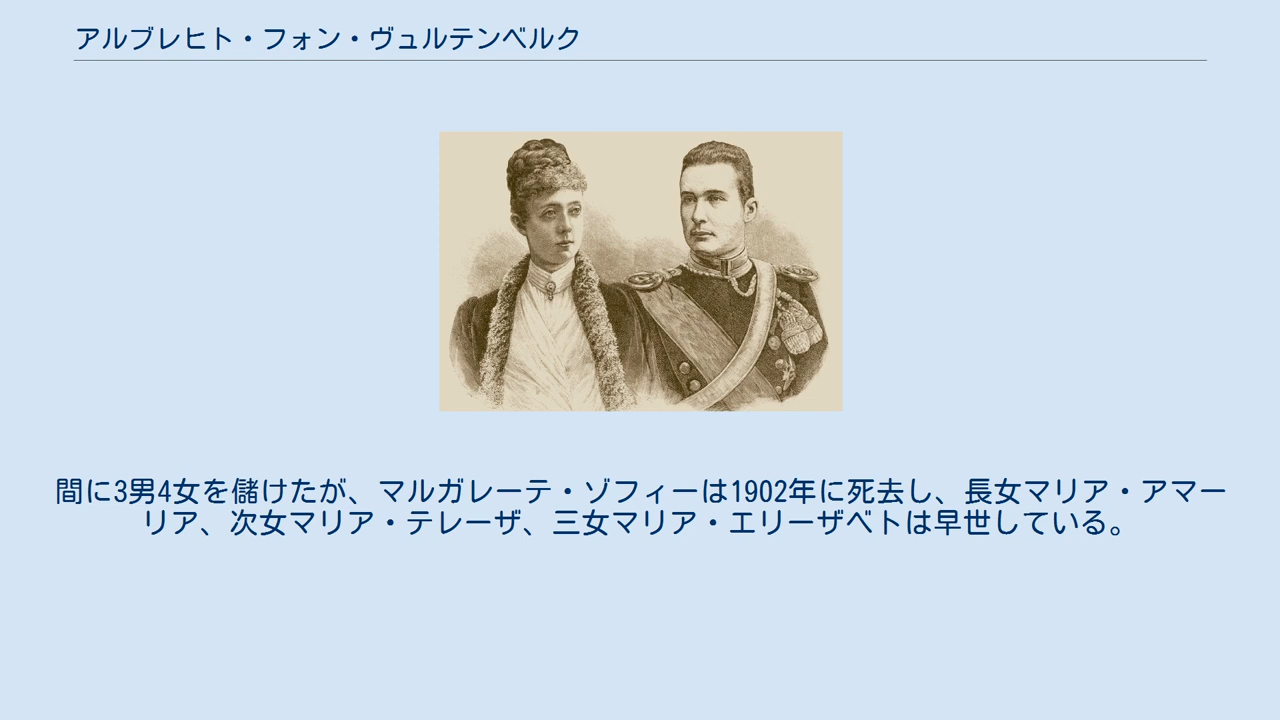 アルブレヒト・フォン・ヴュルテンベルク
間に3男4女を儲けたが、マルガレーテ・ゾフィーは1902年に死去し、長女マリア・アマー
リア、次女マリア・テレーザ、三女マリア・エリーザベトは早世している。